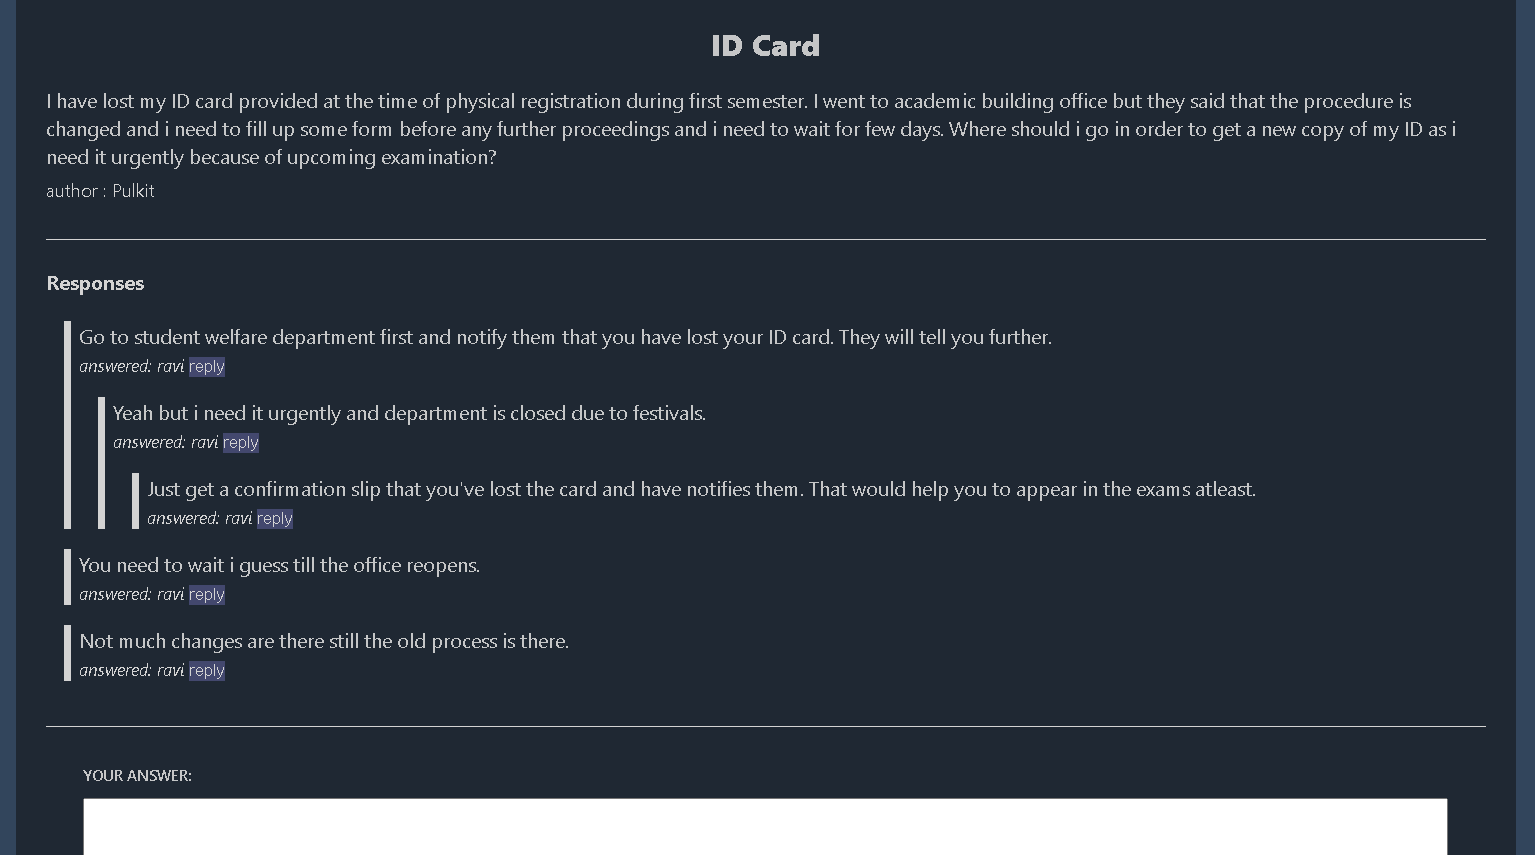 ID Card
I have lost my ID card provided at the time of physical registration during first semester. I went to academic building office but they said that the procedure is
changed and i need to fill up some form before any further proceedings and i need to wait for few days. Where should i go in order to get a new copy of my ID as i
need it urgently because of upcoming examination?
author : Pulkit
Responses
Go to student welfare department first and notify them that you have lost your ID card. They will tell you further.
answered: ravi reply
Yeah but i need it urgently and department is closed due to festivals.
answered: ravi reply
Just get a confirmation slip that you've lost the card and have notifies them. That would help you to appear in the exams atleast.
answered: ravi reply
You need to wait i guess till the office reopens.
answered: ravi reply
Not much changes are there still the old process is there.
answered: ravi reply
YOUR ANSWER: